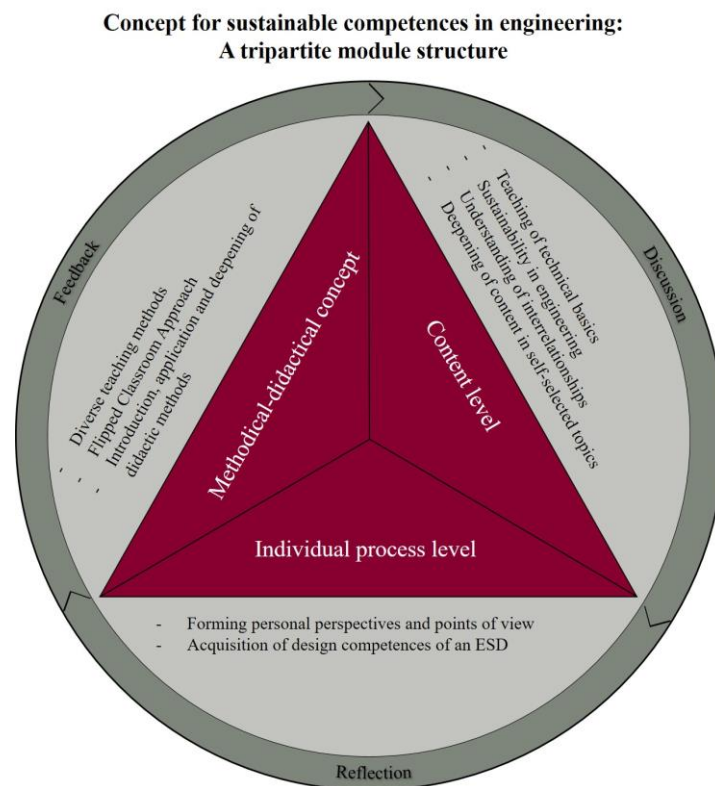 Concept for sustainable competences in engineering:
A tripartite module structure
Feedback
Discussion
Reflection
Methodical-didactical concept
- Diverse teaching methods
- Flipped Classroom Approach
- Introduction, application and deepening of
didactic methods
Content level
- Teaching of technical basics
- Sustainability in engineering
- Understanding of interrelationships
- Deepening of content in self-selected topics
Individual process level
- Forming personal perspectives and points of view
- Acquisition of design competences of an ESD